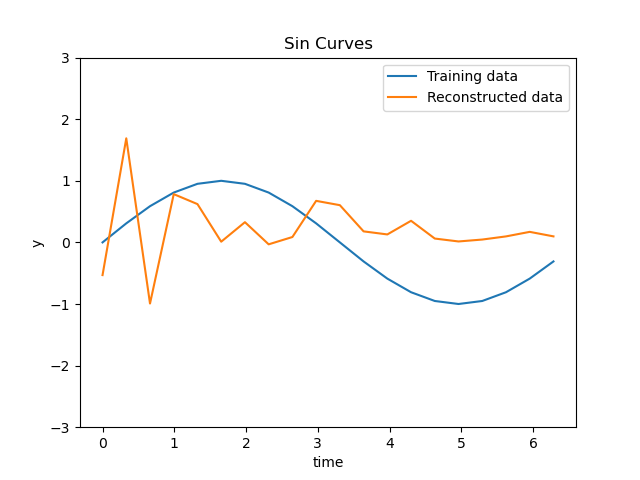 Sin Curves
Training data
Reconstructed data
3
2
1
0
−1
−2
−3
y
0 1 2 3 4 5 6
time